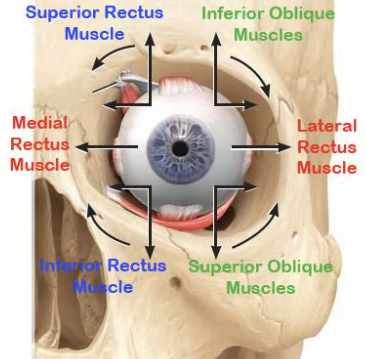 Superior Rectus
Muscle
Inferior Oblique
Muscles
Medial
Rectus
Muscle
Lateral
Rectus
Muscle
Inferior Rectus
Muscle
Superior Oblique
Muscles